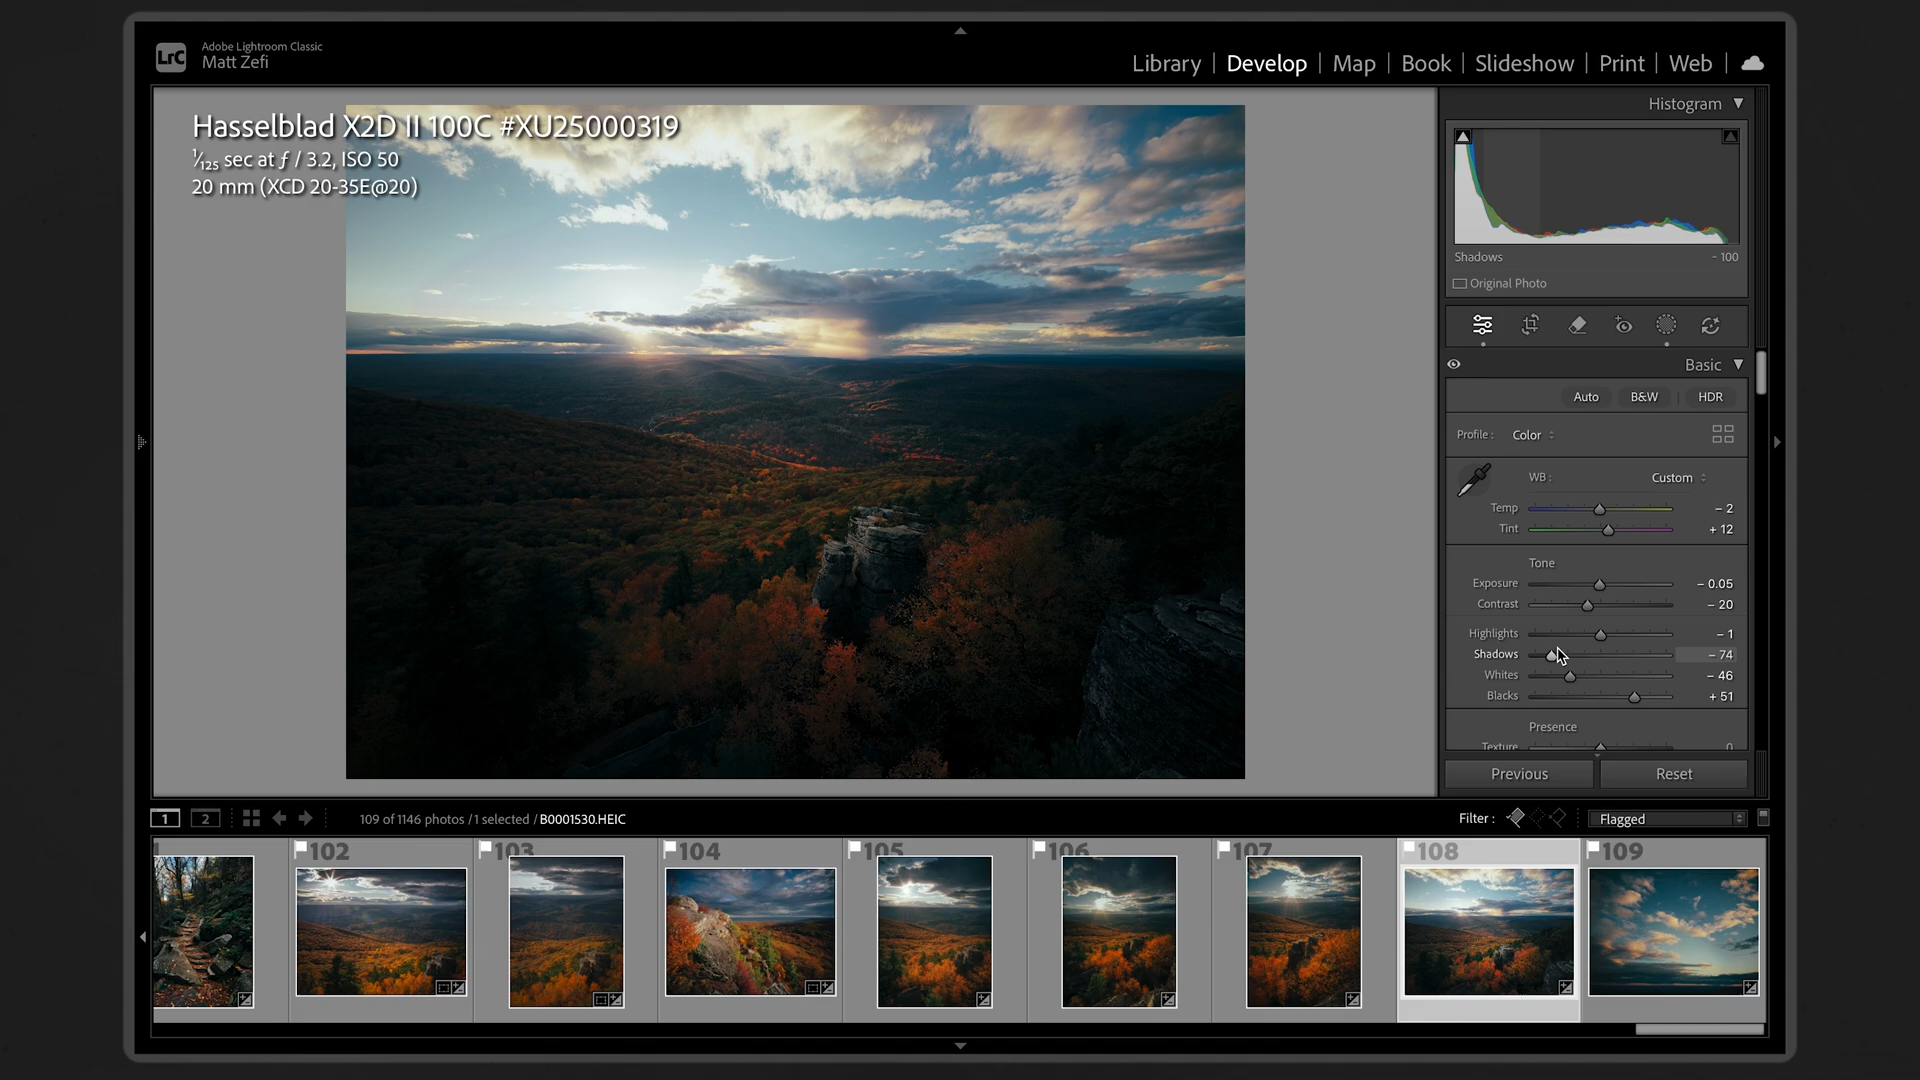 Adobe Lightroom Classic
LrC
Matt Zefi
Library | Develop | Map | Book | Slideshow | Print | Web |
Hasselblad X2D II 100C #XU25000319
1/125 sec at ƒ / 3.2, ISO 50
20 mm (XCD 20-35E@20)
Histogram
Shadows - 100
Original Photo
Basic
Auto B&W | HDR
Profile : Color
WB : Custom
Temp - 2
Tint + 12
Tone
Exposure - 0.05
Contrast - 20
Highlights - 1
Shadows - 74
Whites - 46
Blacks + 51
Presence
Texture 0
Previous Reset
1 2 109 of 1146 photos / 1 selected / B0001530.HEIC Filter : Flagged
102 103 104 105 106 107 108 109